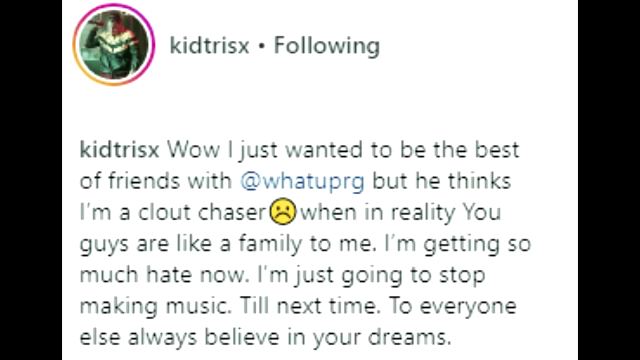 kidtrisx • Following
kidtrisx Wow I just wanted to be the best
of friends with @whatuprg but he thinks
I'm a clout chaser☹️when in reality You
guys are like a family to me. I'm getting so
much hate now. I'm just going to stop
making music. Till next time. To everyone
else always believe in your dreams.